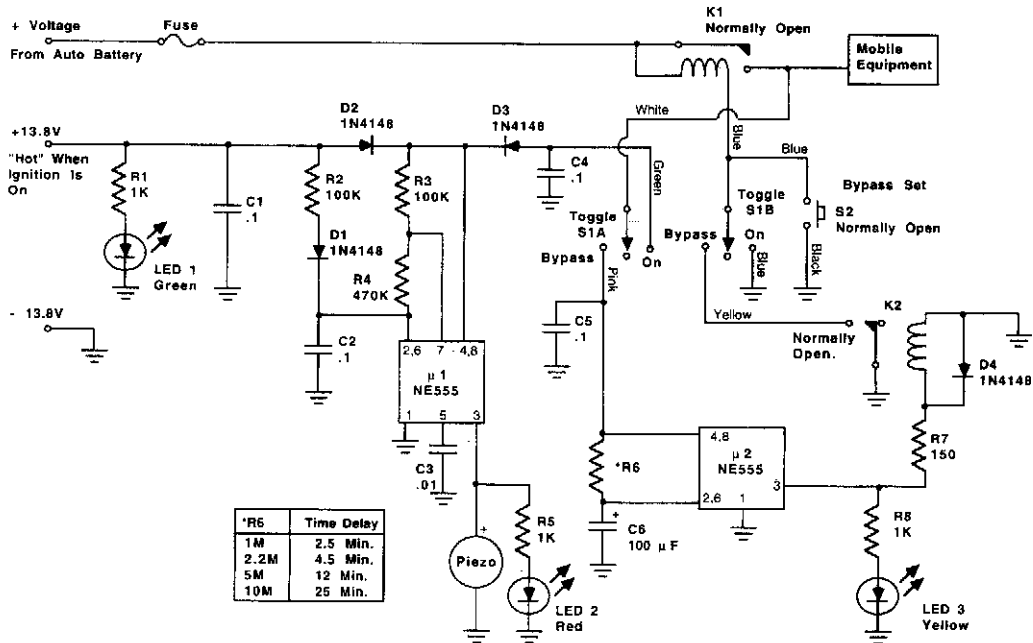 + Voltage
From Auto Battery
Fuse
K1
Normally Open
Mobile
Equipment
+13.8V
"Hot" When
Ignition Is
On
R1
1K
LED 1
Green
C1
.1
D2
1N4148
D3
1N4148
R2
100K
R3
100K
D1
1N4148
R4
470K
C2
.1
C4
.1
White
Green
Blue
Blue
Bypass Set
S2
Normally Open
Black
Toggle
S1A
Bypass
On
Pink
Toggle
S1B
Bypass
On
Blue
Yellow
Normally
Open.
K2
D4
1N4148
R7
150
- 13.8V
2,6
7
4,8
µ1
NE555
1
5
3
C3
.01
C5
.1
*R6
4,8
µ2
NE555
3
2,6
1
C6
+
100 µF
R8
1K
LED 3
Yellow
+
Piezo
R5
1K
LED 2
Red
*R6 Time Delay
1M 2.5 Min.
2.2M 4.5 Min.
5M 12 Min.
10M 25 Min.